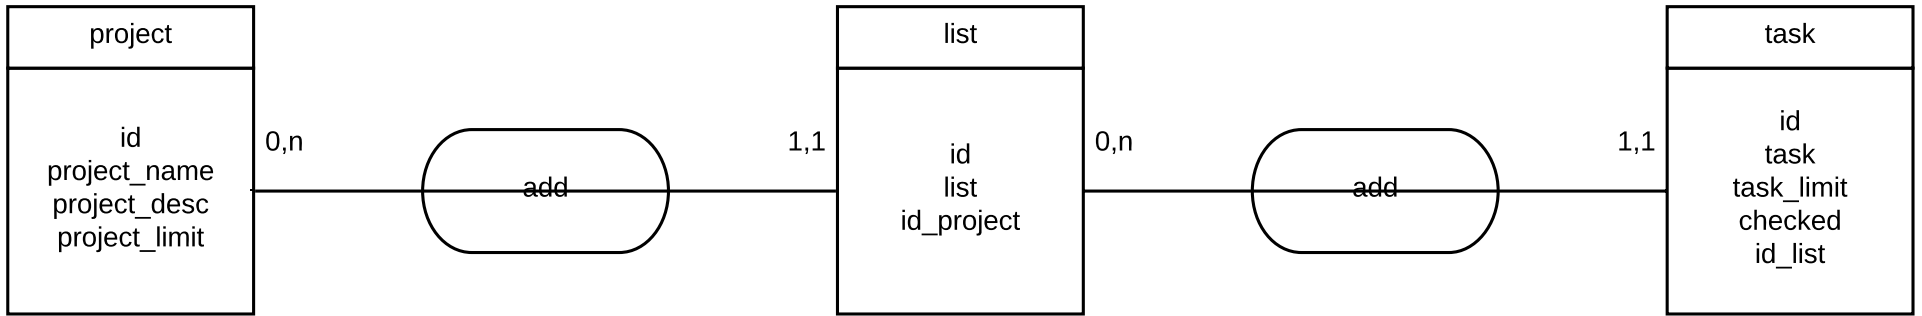 project
id
project_name
project_desc
project_limit
0,n
add
1,1
list
id
list
id_project
0,n
add
1,1
task
id
task
task_limit
checked
id_list